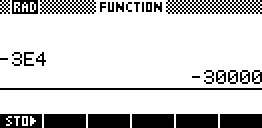 RAD FUNCTION
-3E4
-30000
STO▶